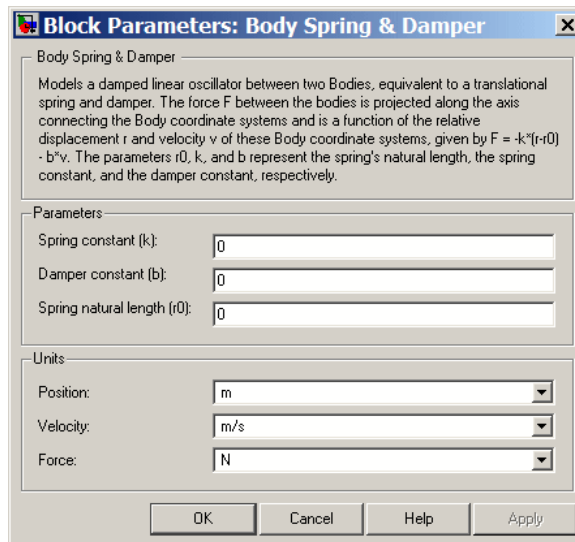 Block Parameters: Body Spring & Damper
Body Spring & Damper
Models a damped linear oscillator between two Bodies, equivalent to a translational
spring and damper. The force F between the bodies is projected along the axis
connecting the Body coordinate systems and is a function of the relative
displacement r and velocity v of these Body coordinate systems, given by F = -k*(r-r0)
- b*v. The parameters r0, k, and b represent the spring's natural length, the spring
constant, and the damper constant, respectively.
Parameters
Spring constant (k): 0
Damper constant (b): 0
Spring natural length (r0): 0
Units
Position: m
Velocity: m/s
Force: N
OK Cancel Help Apply